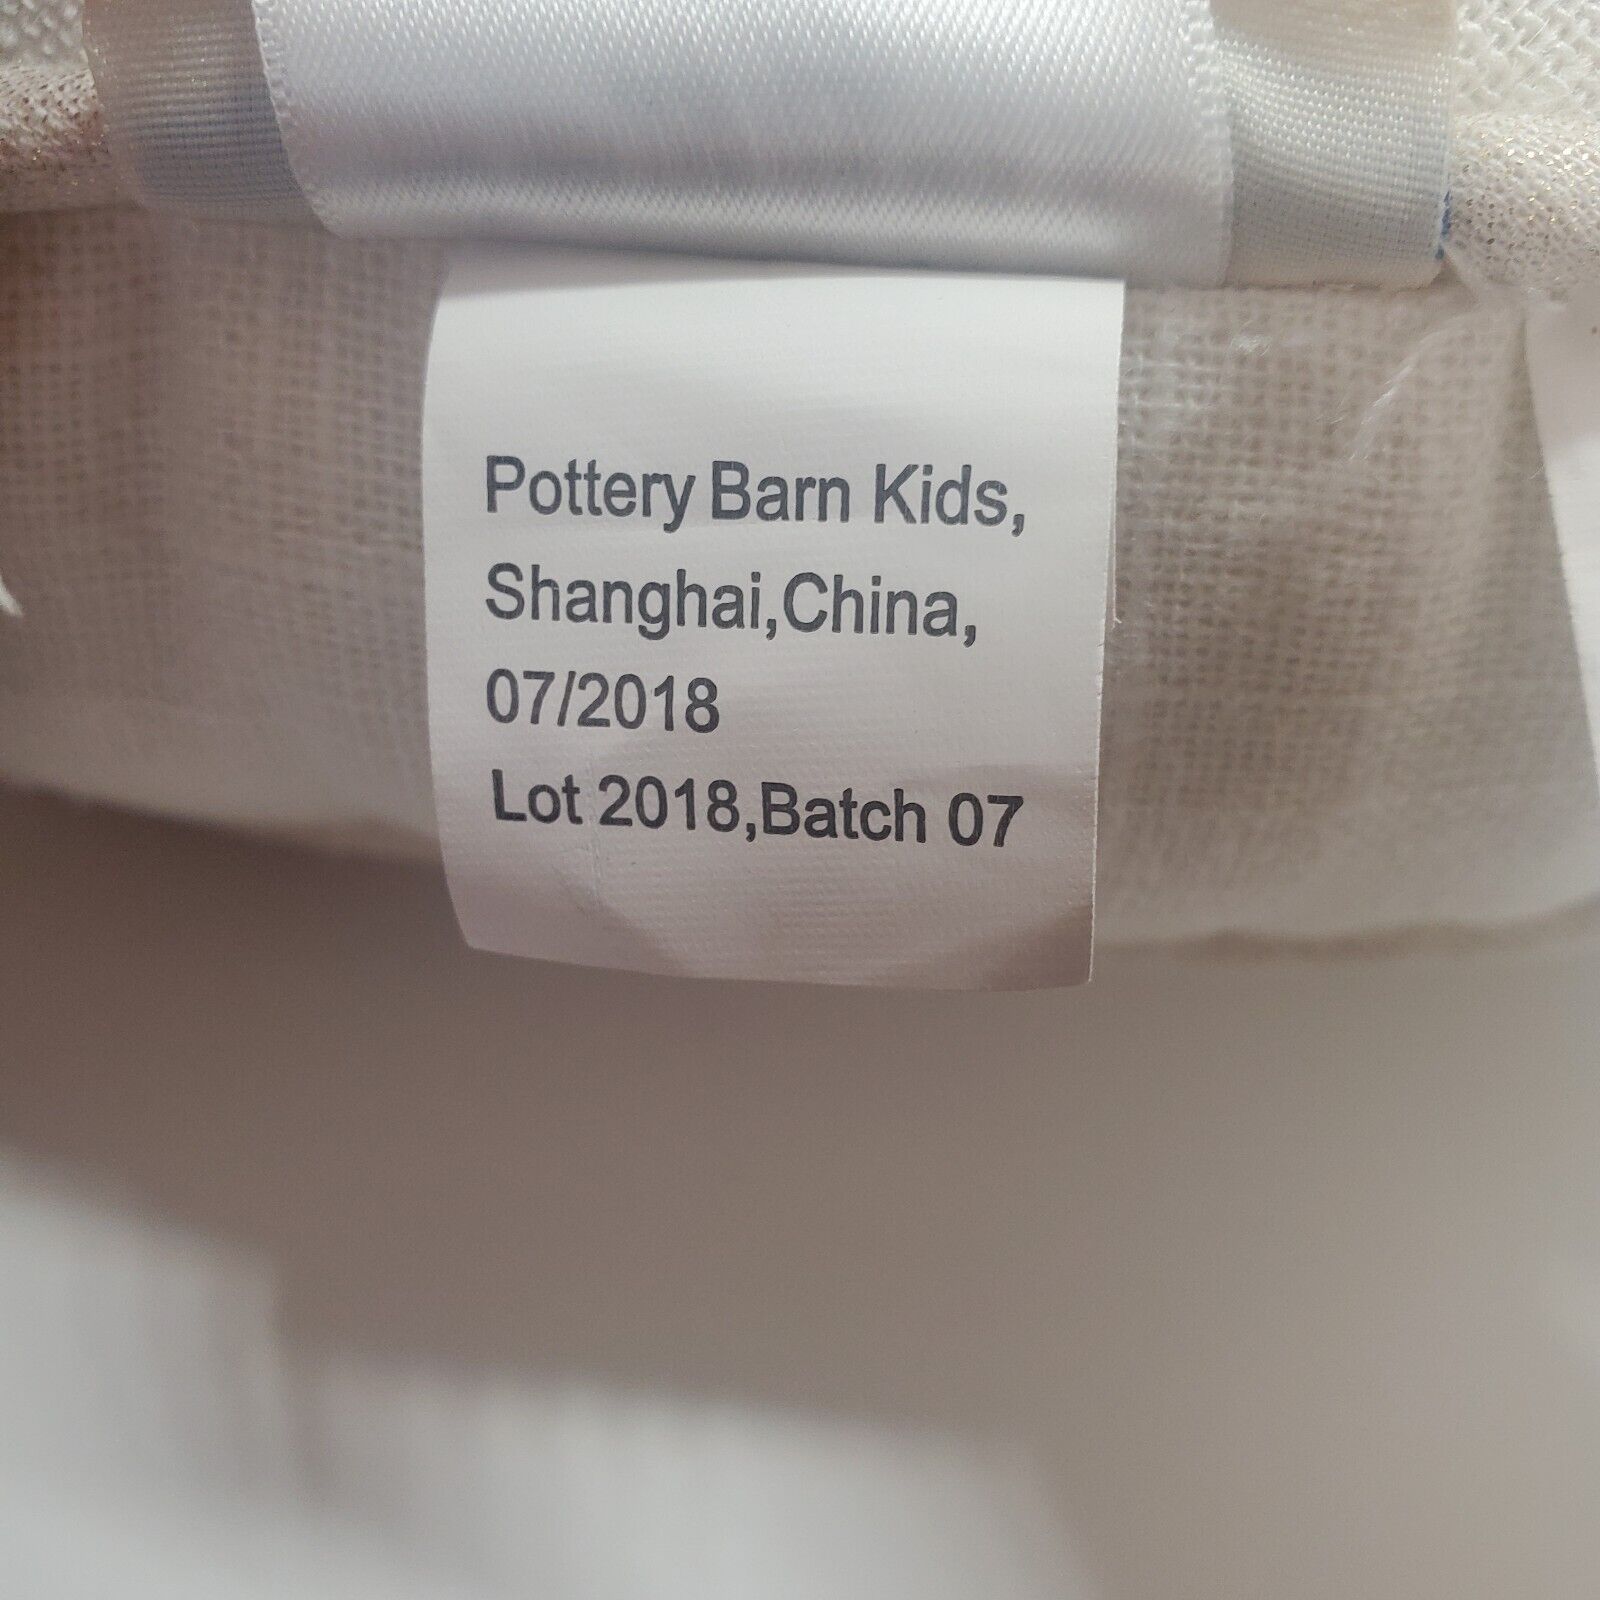 Pottery Barn Kids,
Shanghai,China,
07/2018
Lot 2018,Batch 07